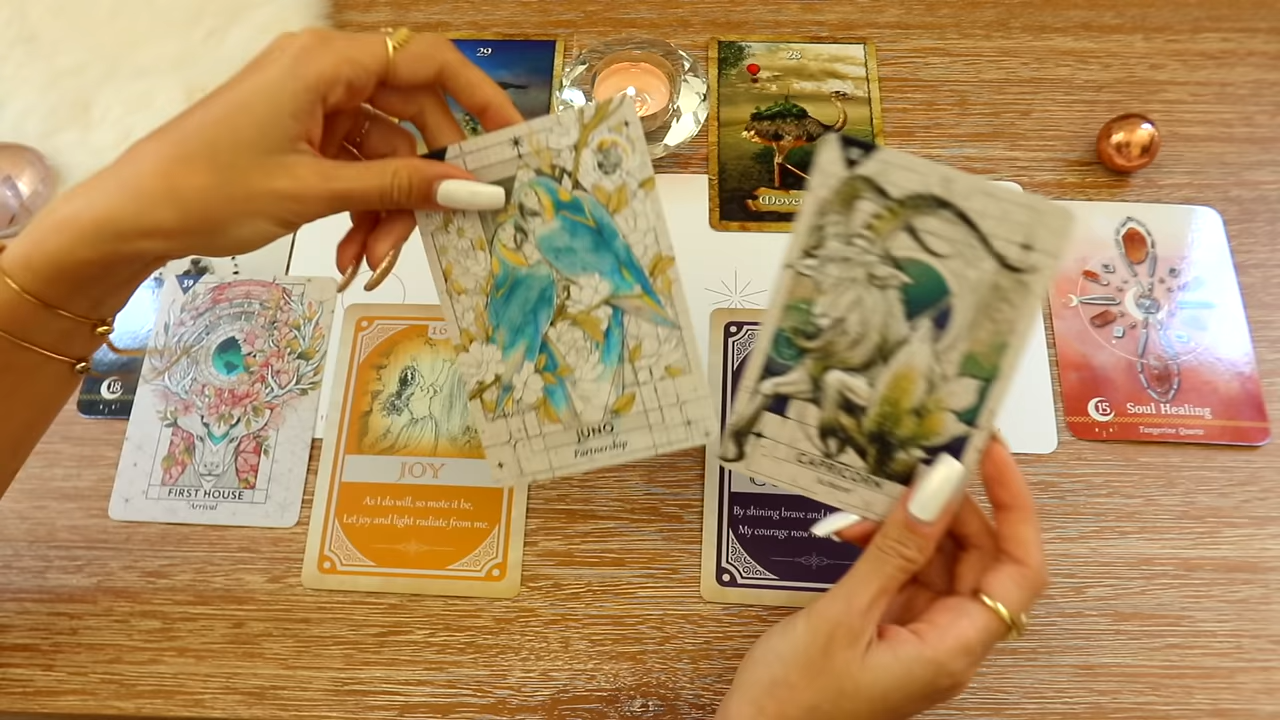 29
28
39
16
JUNO
Partnership
CAPRICORN
18
FIRST HOUSE
Arrival
JOY
As I do will, so mote it be,
Let joy and light radiate from me.
By shining brave and
My courage now
15
Soul Healing
Tangerine Quartz